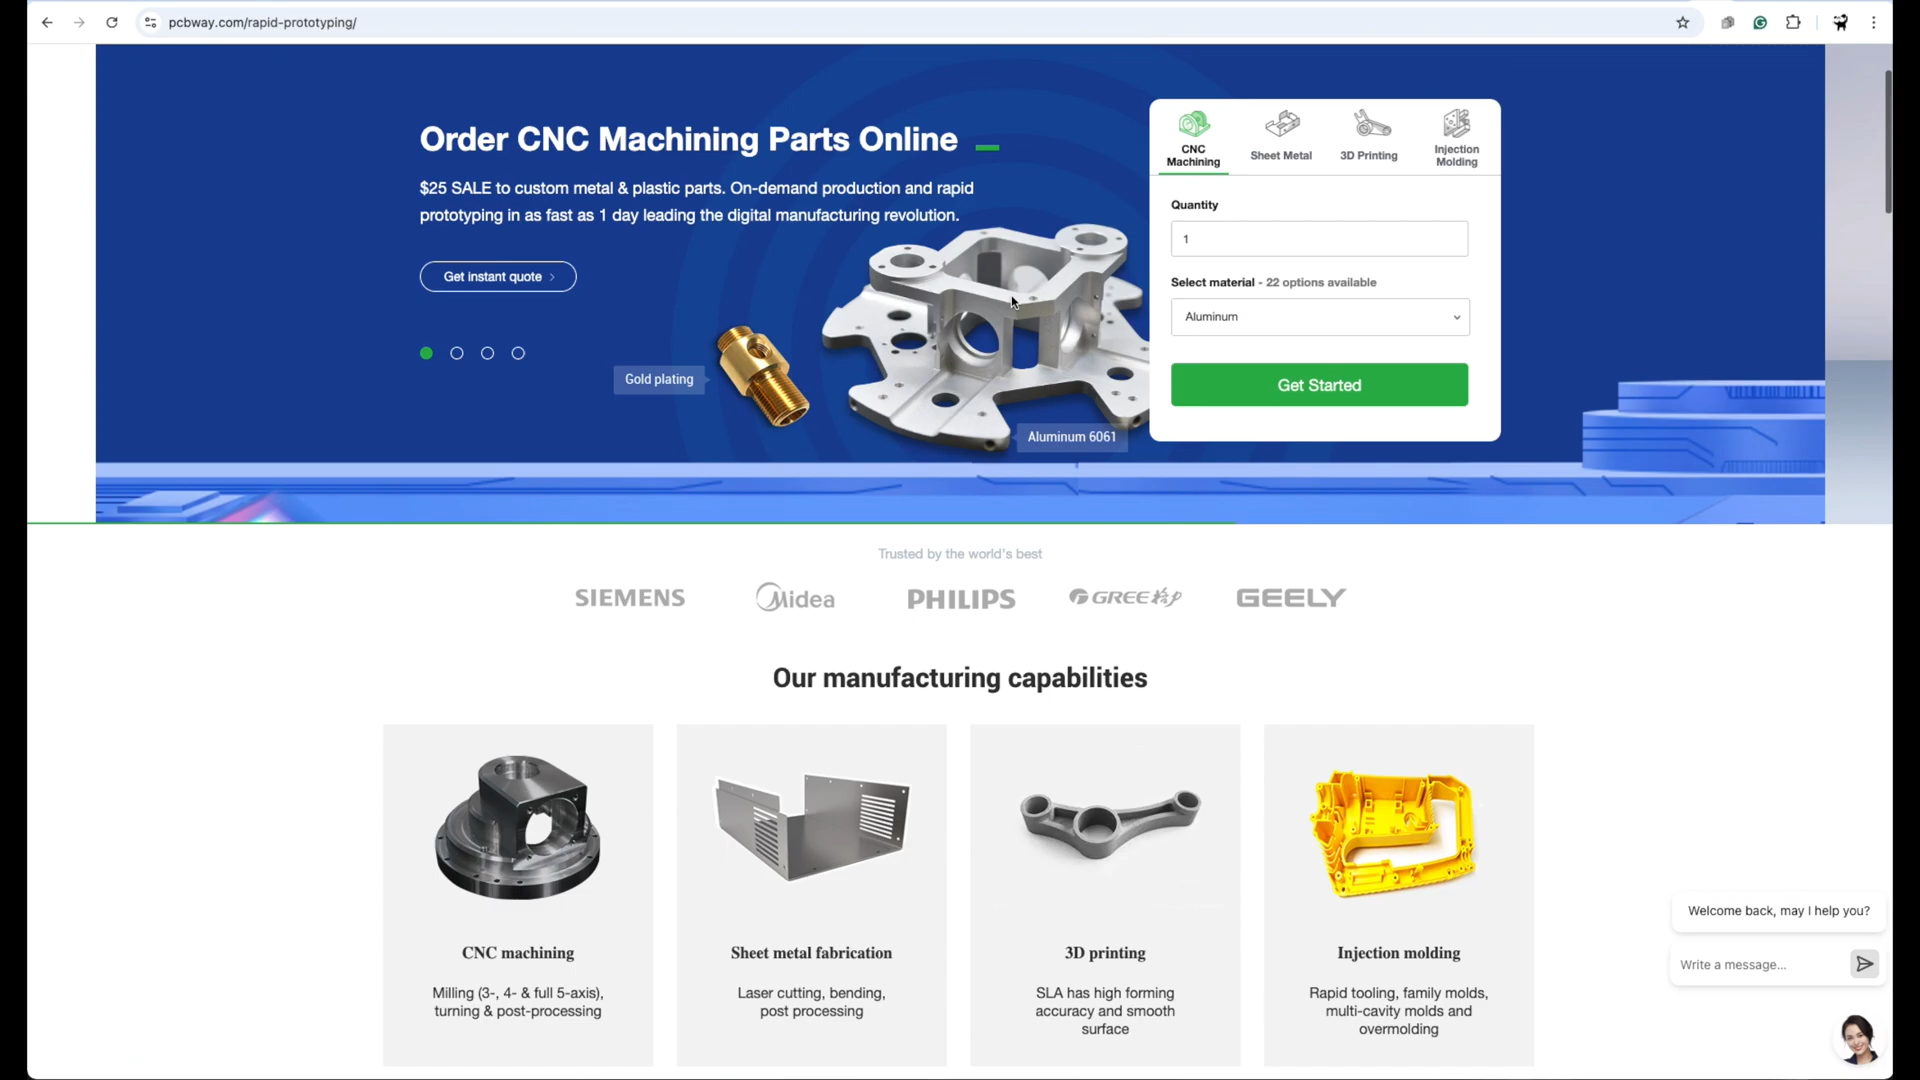 pcbway.com/rapid-prototyping/
Order CNC Machining Parts Online
$25 SALE to custom metal & plastic parts. On-demand production and rapid
prototyping in as fast as 1 day leading the digital manufacturing revolution.
Get instant quote
Gold plating
Aluminum 6061
CNC
Machining
Sheet Metal
3D Printing
Injection
Molding
Quantity
1
Select material - 22 options available
Aluminum
Get Started
Trusted by the world's best
SIEMENS
Midea
PHILIPS
GREE格力
GEELY
Our manufacturing capabilities
CNC machining
Milling (3-, 4- & full 5-axis),
turning & post-processing
Sheet metal fabrication
Laser cutting, bending,
post processing
3D printing
SLA has high forming
accuracy and smooth
surface
Injection molding
Rapid tooling, family molds,
multi-cavity molds and
overmolding
Welcome back, may I help you?
Write a message...